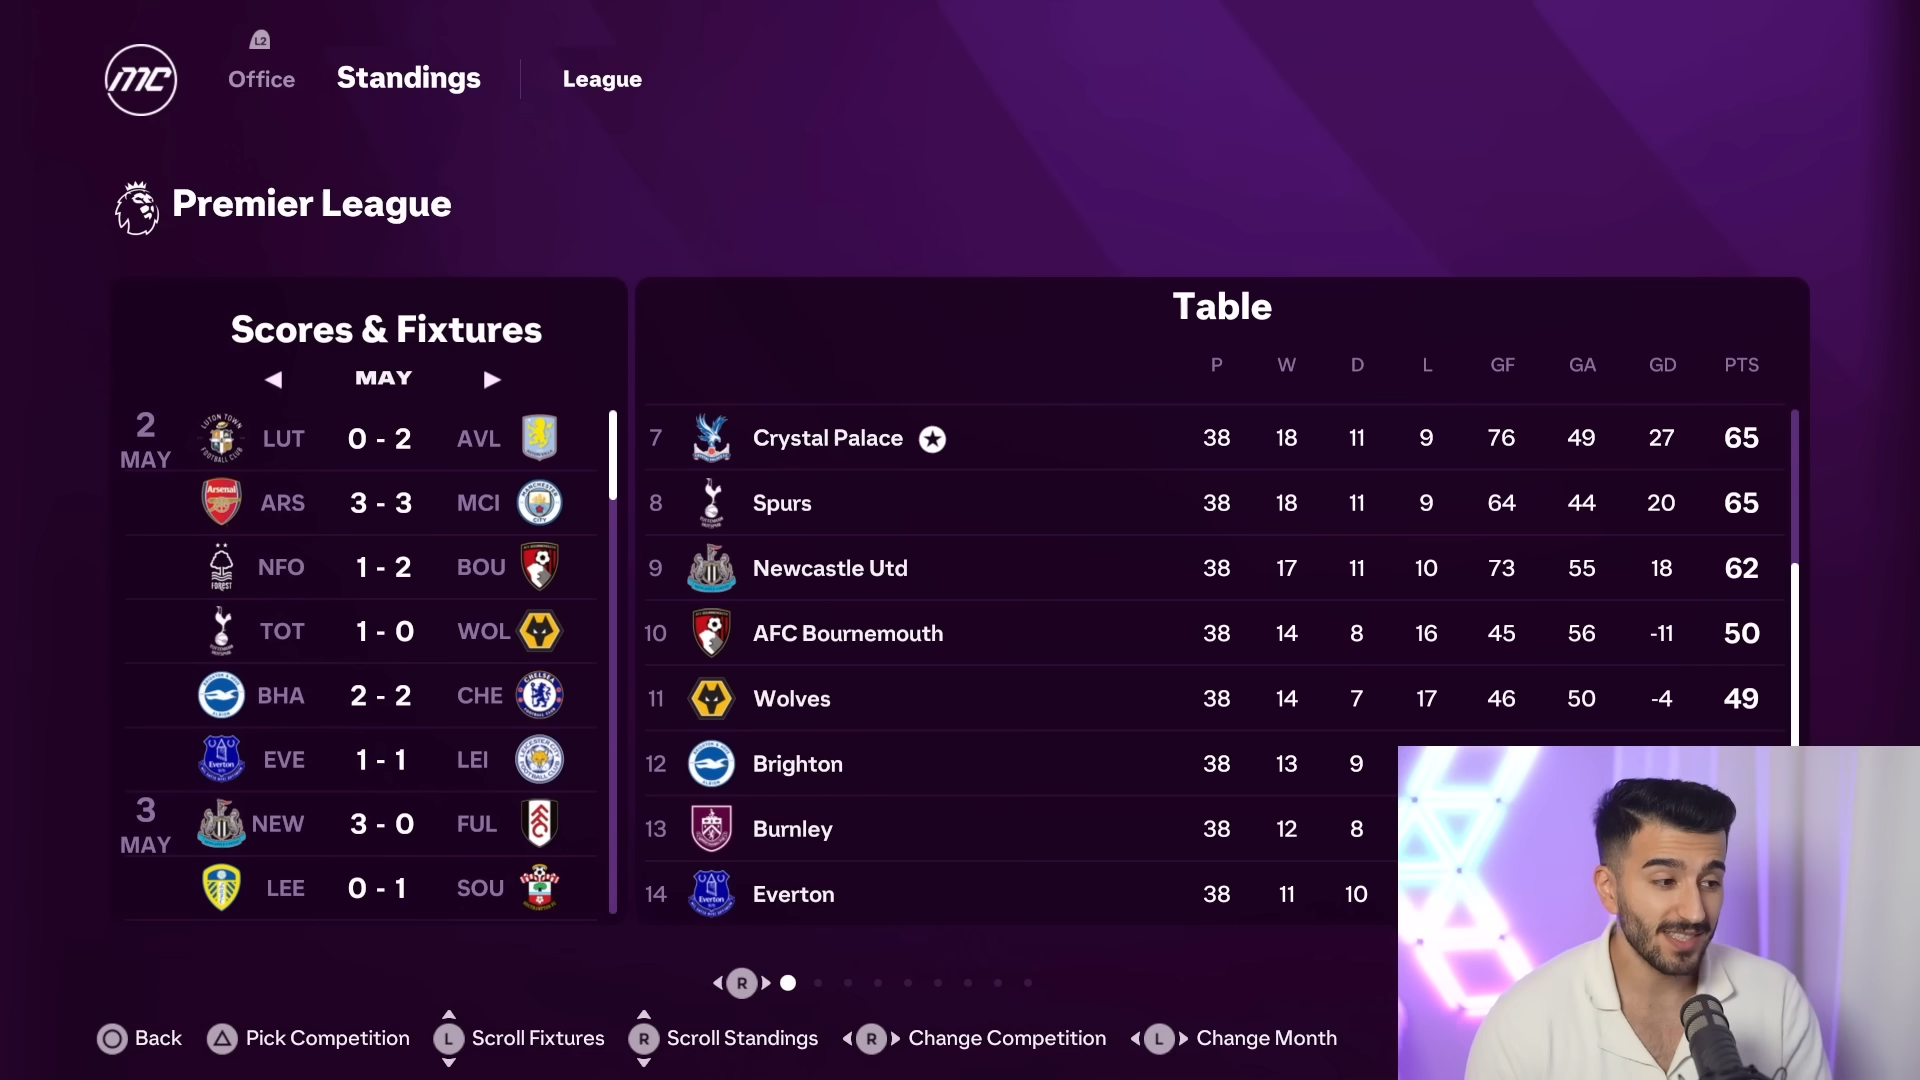 L2
MC Office Standings League
Premier League
Scores & Fixtures
MAY
2 MAY LUT 0 - 2 AVL
ARS 3 - 3 MCI
NFO 1 - 2 BOU
TOT 1 - 0 WOL
BHA 2 - 2 CHE
EVE 1 - 1 LEI
3 MAY NEW 3 - 0 FUL
LEE 0 - 1 SOU
Table
P W D L GF GA GD PTS
7 Crystal Palace 38 18 11 9 76 49 27 65
8 Spurs 38 18 11 9 64 44 20 65
9 Newcastle Utd 38 17 11 10 73 55 18 62
10 AFC Bournemouth 38 14 8 16 45 56 -11 50
11 Wolves 38 14 7 17 46 50 -4 49
12 Brighton 38 13 9
13 Burnley 38 12 8
14 Everton 38 11 10
R
Back Pick Competition L Scroll Fixtures R Scroll Standings R Change Competition L Change Month